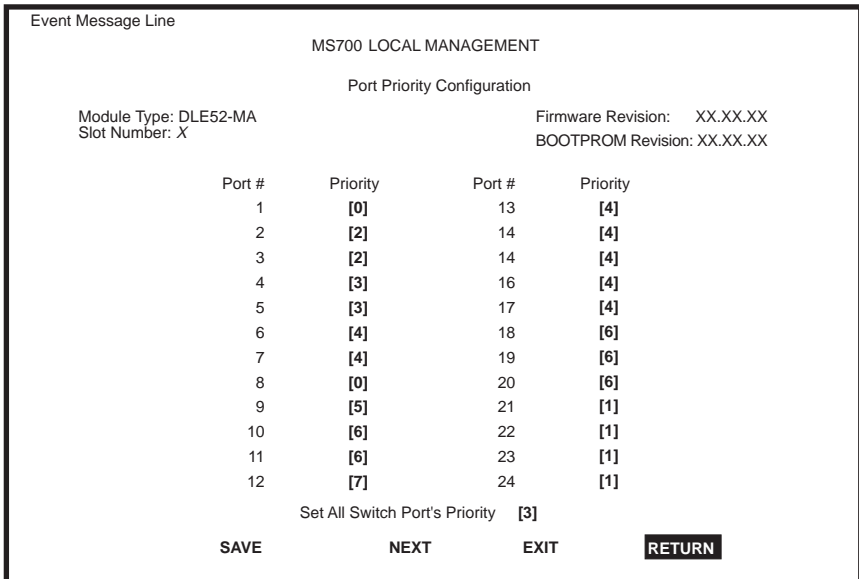 Event Message Line
MS700 LOCAL MANAGEMENT
Port Priority Configuration
Module Type: DLE52-MA Firmware Revision: XX.XX.XX
Slot Number: X BOOTPROM Revision: XX.XX.XX
Port # Priority Port # Priority
1 [0] 13 [4]
2 [2] 14 [4]
3 [2] 14 [4]
4 [3] 16 [4]
5 [3] 17 [4]
6 [4] 18 [6]
7 [4] 19 [6]
8 [0] 20 [6]
9 [5] 21 [1]
10 [6] 22 [1]
11 [6] 23 [1]
12 [7] 24 [1]
Set All Switch Port's Priority [3]
SAVE NEXT EXIT RETURN